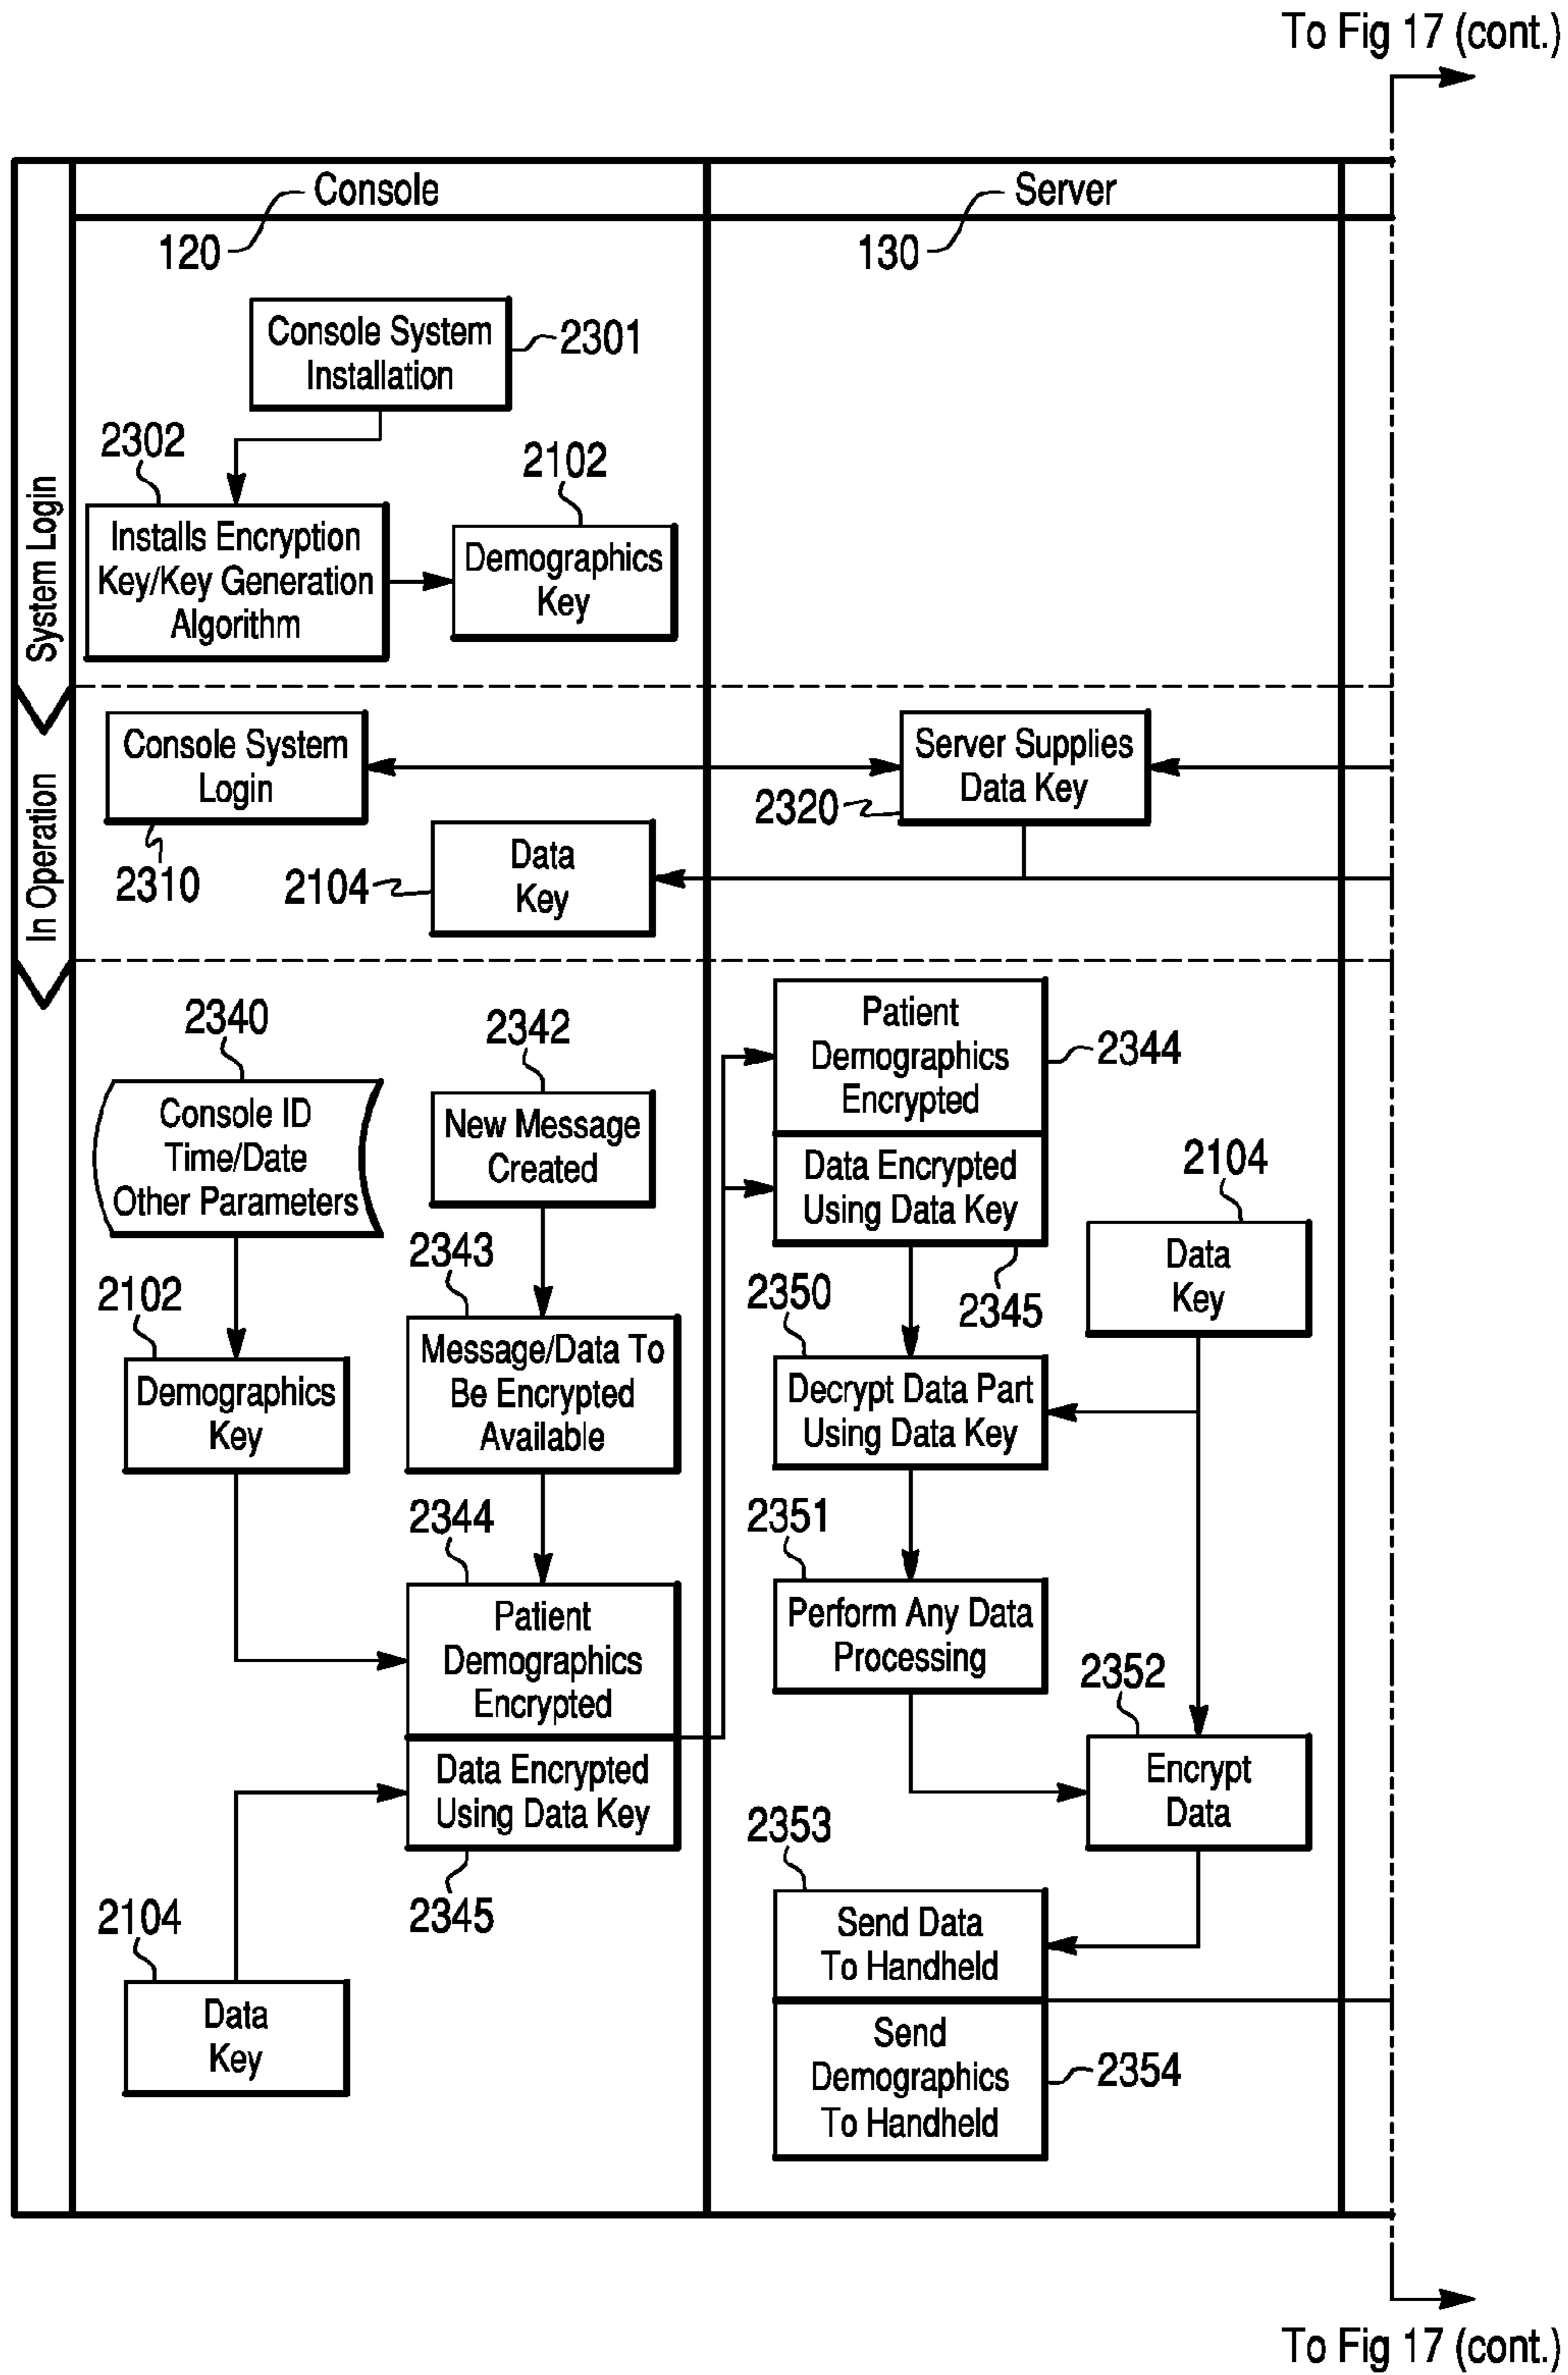 To Fig 17 (cont.)
Console
Server
120
130
System Login
Console System
Installation
2301
2302
Installs Encryption
Key/Key Generation
Algorithm
2102
Demographics
Key
In Operation
Console System
Login
2310
Server Supplies
Data Key
2320
2104
Data
Key
2340
Console ID
Time/Date
Other Parameters
2342
New Message
Created
2102
Demographics
Key
2343
Message/Data To
Be Encrypted
Available
2344
Patient
Demographics
Encrypted
Data Encrypted
Using Data Key
2345
2104
Data
Key
Patient
Demographics
Encrypted
2344
Data Encrypted
Using Data Key
2345
2104
Data
Key
2350
Decrypt Data Part
Using Data Key
2351
Perform Any Data
Processing
2352
Encrypt
Data
2353
Send Data
To Handheld
Send
Demographics
To Handheld
2354
To Fig 17 (cont.)